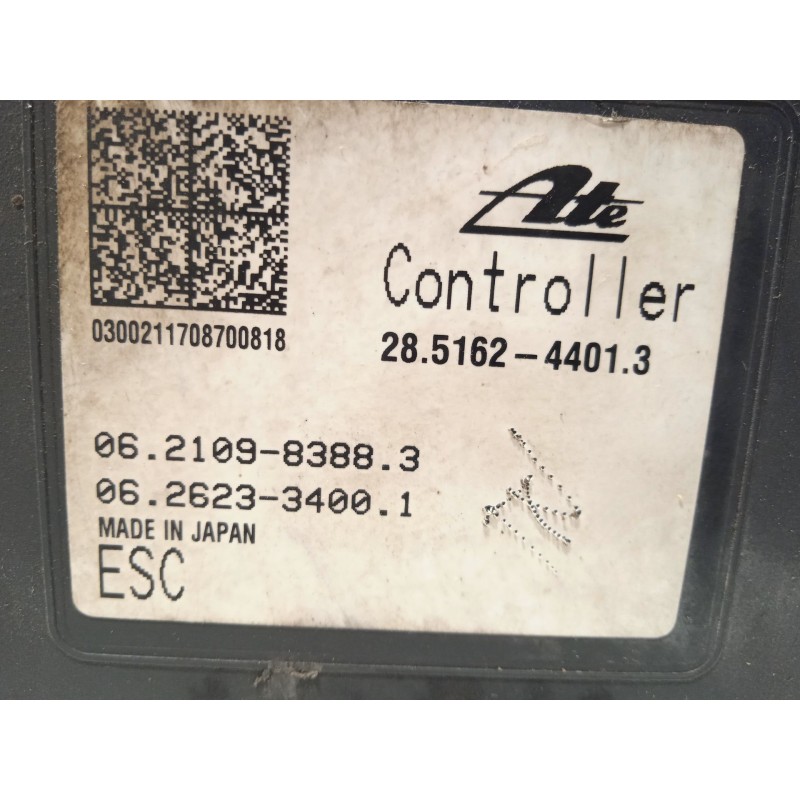 Ate
Controller
0300211708700818
28.5162-4401.3
06.2109-8388.3
06.2623-3400.1
MADE IN JAPAN
ESC